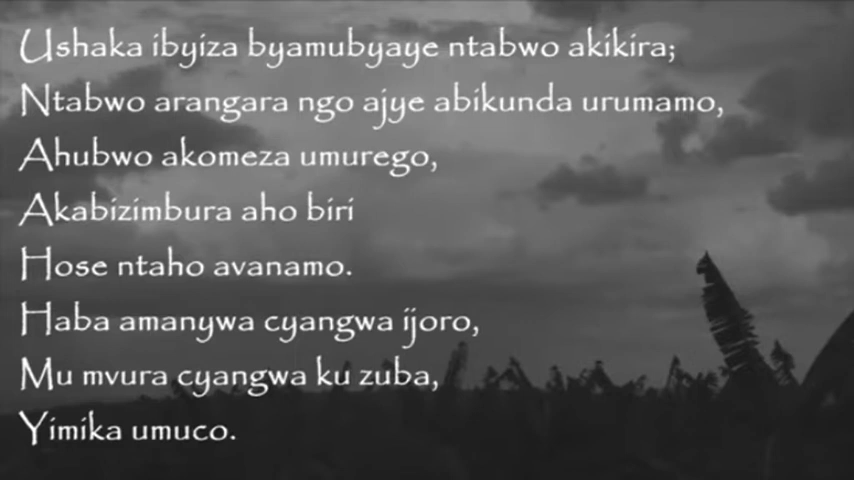 Ushaka ibyiza byamubyaye ntabwo akikira;
Ntabwo arangara ngo ajye abikunda urumamo,
Ahubwo akomeza umurego,
Akabizimbura aho biri
Hose ntaho avanamo.
Haba amanywa cyangwa ijoro,
Mu mvura cyangwa ku zuba,
Yimika umuco.